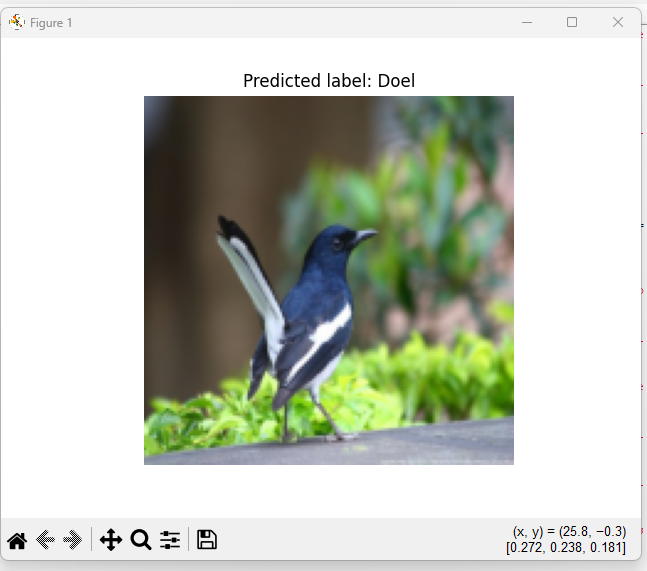 Figure 1
Predicted label: Doel
(x, y) = (25.8, −0.3)
[0.272, 0.238, 0.181]